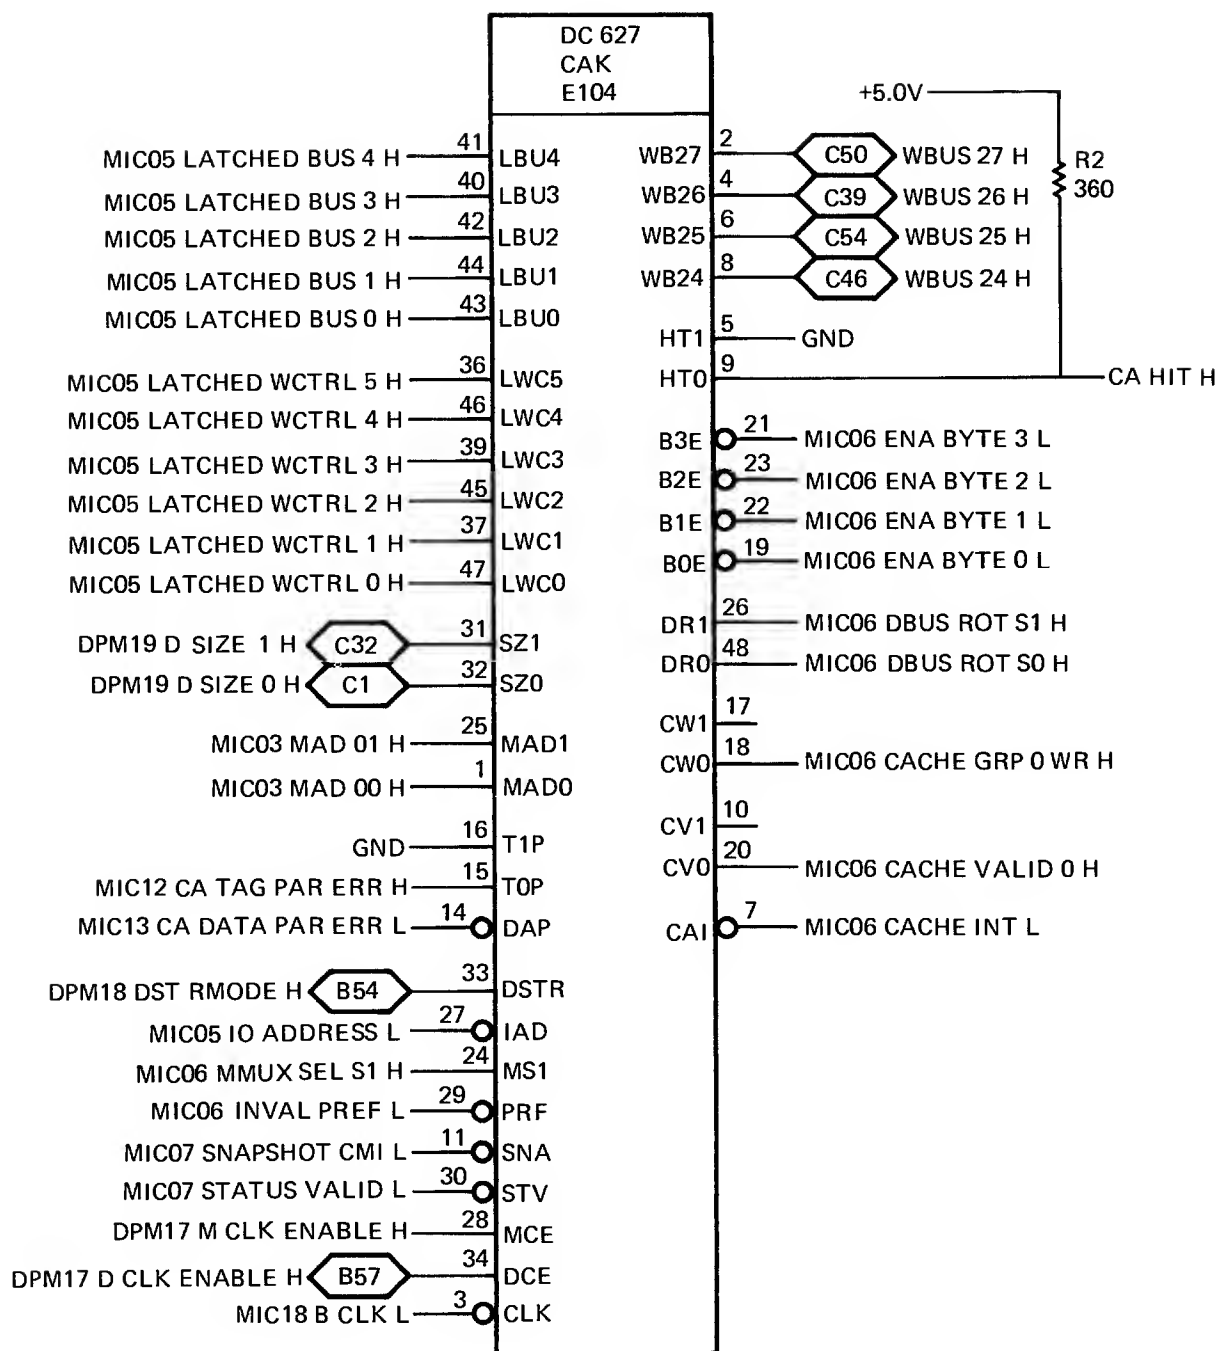 DC 627
CAK
E104
+5.0V
R2
360
MIC05 LATCHED BUS 4 H 41 LBU4
MIC05 LATCHED BUS 3 H 40 LBU3
MIC05 LATCHED BUS 2 H 42 LBU2
MIC05 LATCHED BUS 1 H 44 LBU1
MIC05 LATCHED BUS 0 H 43 LBU0
MIC05 LATCHED WCTRL 5 H 36 LWC5
MIC05 LATCHED WCTRL 4 H 46 LWC4
MIC05 LATCHED WCTRL 3 H 39 LWC3
MIC05 LATCHED WCTRL 2 H 45 LWC2
MIC05 LATCHED WCTRL 1 H 37 LWC1
MIC05 LATCHED WCTRL 0 H 47 LWC0
DPM19 D SIZE 1 H C32 31 SZ1
DPM19 D SIZE 0 H C1 32 SZ0
MIC03 MAD 01 H 25 MAD1
MIC03 MAD 00 H 1 MAD0
GND 16 T1P
MIC12 CA TAG PAR ERR H 15 T0P
MIC13 CA DATA PAR ERR L 14 DAP
DPM18 DST RMODE H B54 33 DSTR
MIC05 IO ADDRESS L 27 IAD
MIC06 MMUX SEL S1 H 24 MS1
MIC06 INVAL PREF L 29 PRF
MIC07 SNAPSHOT CMI L 11 SNA
MIC07 STATUS VALID L 30 STV
DPM17 M CLK ENABLE H 28 MCE
DPM17 D CLK ENABLE H B57 34 DCE
MIC18 B CLK L 3 CLK
WB27 2 C50 WBUS 27 H
WB26 4 C39 WBUS 26 H
WB25 6 C54 WBUS 25 H
WB24 8 C46 WBUS 24 H
HT1 5 GND
HT0 9 CA HIT H
B3E 21 MIC06 ENA BYTE 3 L
B2E 23 MIC06 ENA BYTE 2 L
B1E 22 MIC06 ENA BYTE 1 L
B0E 19 MIC06 ENA BYTE 0 L
DR1 26 MIC06 DBUS ROT S1 H
DR0 48 MIC06 DBUS ROT S0 H
CW1 17
CW0 18 MIC06 CACHE GRP 0 WR H
CV1 10
CV0 20 MIC06 CACHE VALID 0 H
CAI 7 MIC06 CACHE INT L